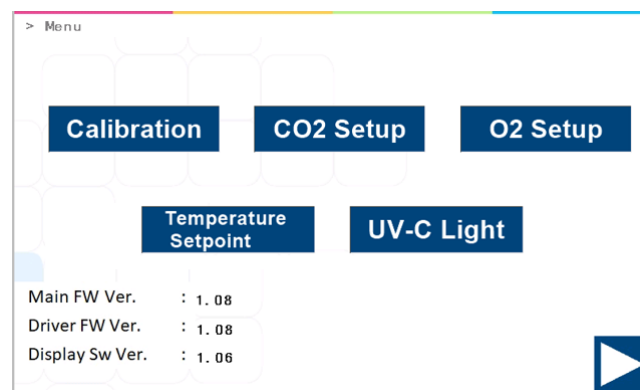 > Menu
Calibration
CO2 Setup
O2 Setup
Temperature
Setpoint
UV-C Light
Main FW Ver. : 1.08
Driver FW Ver. : 1.08
Display Sw Ver. : 1.06